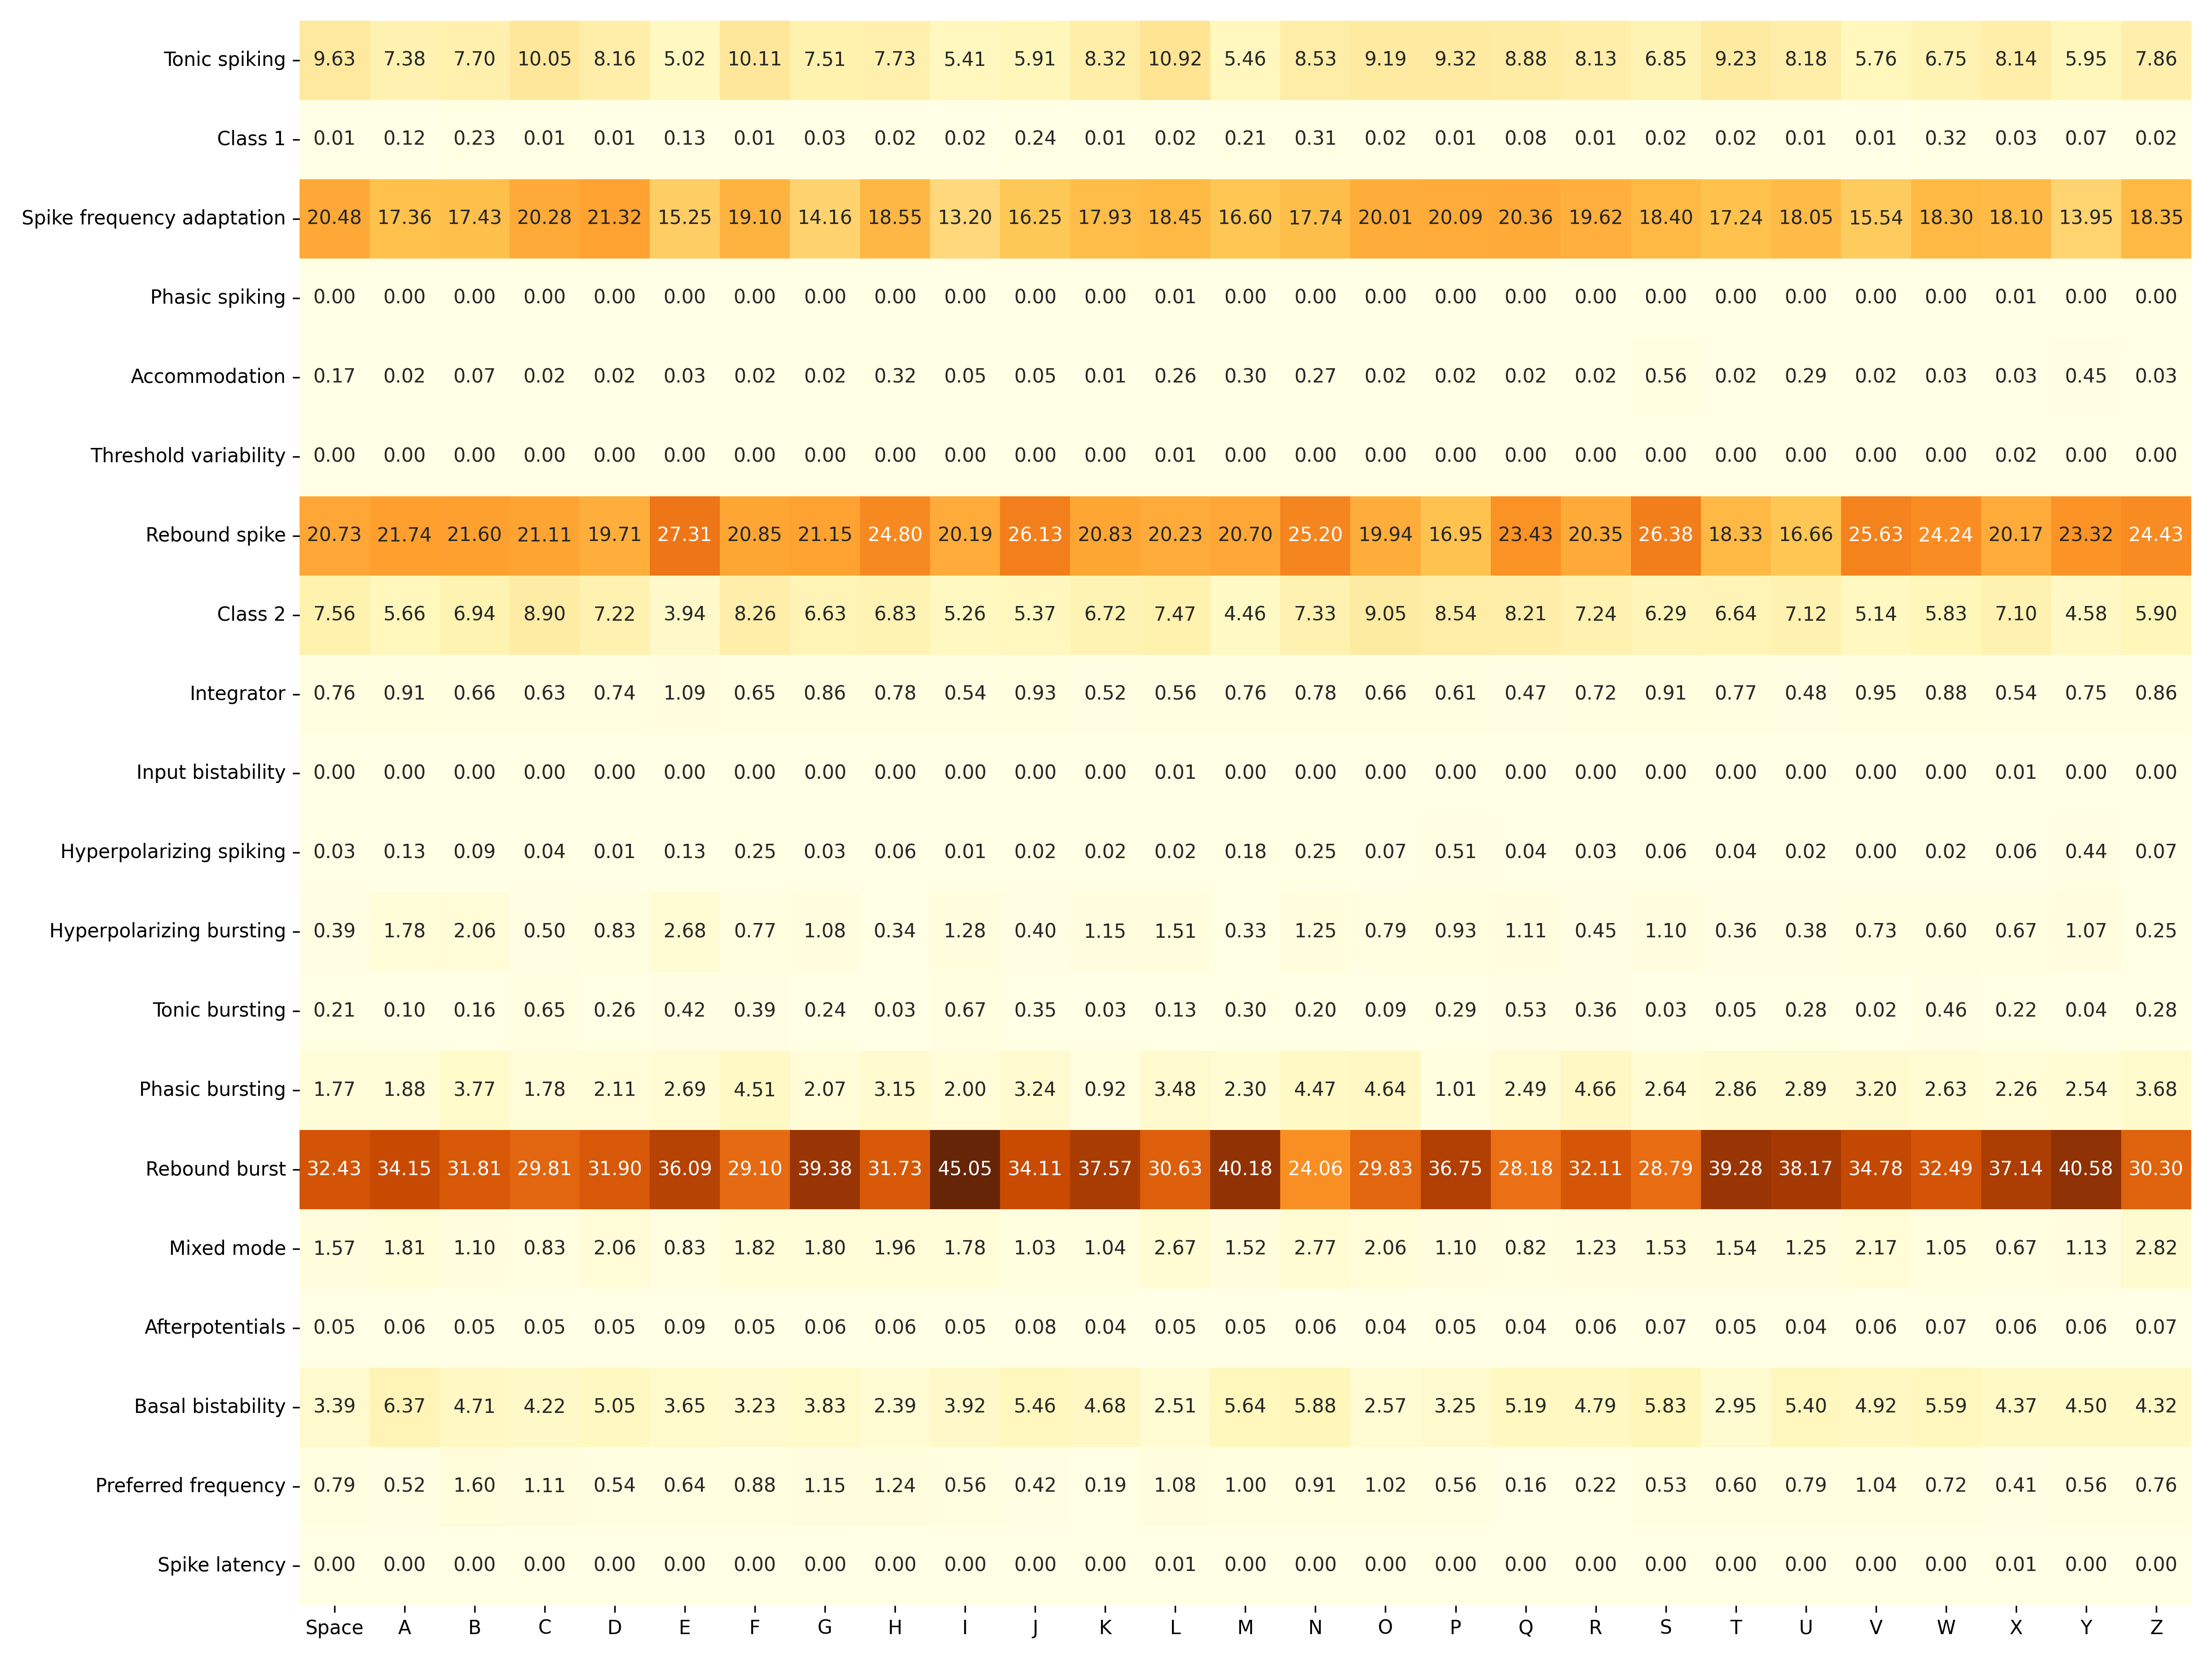 Tonic spiking 9.63 7.38 7.70 10.05 8.16 5.02 10.11 7.51 7.73 5.41 5.91 8.32 10.92 5.46 8.53 9.19 9.32 8.88 8.13 6.85 9.23 8.18 5.76 6.75 8.14 5.95 7.86
Class 1 0.01 0.12 0.23 0.01 0.01 0.13 0.01 0.03 0.02 0.02 0.24 0.01 0.02 0.21 0.31 0.02 0.01 0.08 0.01 0.02 0.02 0.01 0.01 0.32 0.03 0.07 0.02
Spike frequency adaptation 20.48 17.36 17.43 20.28 21.32 15.25 19.10 14.16 18.55 13.20 16.25 17.93 18.45 16.60 17.74 20.01 20.09 20.36 19.62 18.40 17.24 18.05 15.54 18.30 18.10 13.95 18.35
Phasic spiking 0.00 0.00 0.00 0.00 0.00 0.00 0.00 0.00 0.00 0.00 0.00 0.00 0.01 0.00 0.00 0.00 0.00 0.00 0.00 0.00 0.00 0.00 0.00 0.00 0.01 0.00 0.00
Accommodation 0.17 0.02 0.07 0.02 0.02 0.03 0.02 0.02 0.32 0.05 0.05 0.01 0.26 0.30 0.27 0.02 0.02 0.02 0.02 0.56 0.02 0.29 0.02 0.03 0.03 0.45 0.03
Threshold variability 0.00 0.00 0.00 0.00 0.00 0.00 0.00 0.00 0.00 0.00 0.00 0.00 0.01 0.00 0.00 0.00 0.00 0.00 0.00 0.00 0.00 0.00 0.00 0.00 0.02 0.00 0.00
Rebound spike 20.73 21.74 21.60 21.11 19.71 27.31 20.85 21.15 24.80 20.19 26.13 20.83 20.23 20.70 25.20 19.94 16.95 23.43 20.35 26.38 18.33 16.66 25.63 24.24 20.17 23.32 24.43
Class 2 7.56 5.66 6.94 8.90 7.22 3.94 8.26 6.63 6.83 5.26 5.37 6.72 7.47 4.46 7.33 9.05 8.54 8.21 7.24 6.29 6.64 7.12 5.14 5.83 7.10 4.58 5.90
Integrator 0.76 0.91 0.66 0.63 0.74 1.09 0.65 0.86 0.78 0.54 0.93 0.52 0.56 0.76 0.78 0.66 0.61 0.47 0.72 0.91 0.77 0.48 0.95 0.88 0.54 0.75 0.86
Input bistability 0.00 0.00 0.00 0.00 0.00 0.00 0.00 0.00 0.00 0.00 0.00 0.00 0.01 0.00 0.00 0.00 0.00 0.00 0.00 0.00 0.00 0.00 0.00 0.00 0.01 0.00 0.00
Hyperpolarizing spiking 0.03 0.13 0.09 0.04 0.01 0.13 0.25 0.03 0.06 0.01 0.02 0.02 0.02 0.18 0.25 0.07 0.51 0.04 0.03 0.06 0.04 0.02 0.00 0.02 0.06 0.44 0.07
Hyperpolarizing bursting 0.39 1.78 2.06 0.50 0.83 2.68 0.77 1.08 0.34 1.28 0.40 1.15 1.51 0.33 1.25 0.79 0.93 1.11 0.45 1.10 0.36 0.38 0.73 0.60 0.67 1.07 0.25
Tonic bursting 0.21 0.10 0.16 0.65 0.26 0.42 0.39 0.24 0.03 0.67 0.35 0.03 0.13 0.30 0.20 0.09 0.29 0.53 0.36 0.03 0.05 0.28 0.02 0.46 0.22 0.04 0.28
Phasic bursting 1.77 1.88 3.77 1.78 2.11 2.69 4.51 2.07 3.15 2.00 3.24 0.92 3.48 2.30 4.47 4.64 1.01 2.49 4.66 2.64 2.86 2.89 3.20 2.63 2.26 2.54 3.68
Rebound burst 32.43 34.15 31.81 29.81 31.90 36.09 29.10 39.38 31.73 45.05 34.11 37.57 30.63 40.18 24.06 29.83 36.75 28.18 32.11 28.79 39.28 38.17 34.78 32.49 37.14 40.58 30.30
Mixed mode 1.57 1.81 1.10 0.83 2.06 0.83 1.82 1.80 1.96 1.78 1.03 1.04 2.67 1.52 2.77 2.06 1.10 0.82 1.23 1.53 1.54 1.25 2.17 1.05 0.67 1.13 2.82
Afterpotentials 0.05 0.06 0.05 0.05 0.05 0.09 0.05 0.06 0.06 0.05 0.08 0.04 0.05 0.05 0.06 0.04 0.05 0.04 0.06 0.07 0.05 0.04 0.06 0.07 0.06 0.06 0.07
Basal bistability 3.39 6.37 4.71 4.22 5.05 3.65 3.23 3.83 2.39 3.92 5.46 4.68 2.51 5.64 5.88 2.57 3.25 5.19 4.79 5.83 2.95 5.40 4.92 5.59 4.37 4.50 4.32
Preferred frequency 0.79 0.52 1.60 1.11 0.54 0.64 0.88 1.15 1.24 0.56 0.42 0.19 1.08 1.00 0.91 1.02 0.56 0.16 0.22 0.53 0.60 0.79 1.04 0.72 0.41 0.56 0.76
Spike latency 0.00 0.00 0.00 0.00 0.00 0.00 0.00 0.00 0.00 0.00 0.00 0.00 0.01 0.00 0.00 0.00 0.00 0.00 0.00 0.00 0.00 0.00 0.00 0.00 0.01 0.00 0.00
Space A B C D E F G H I J K L M N O P Q R S T U V W X Y Z